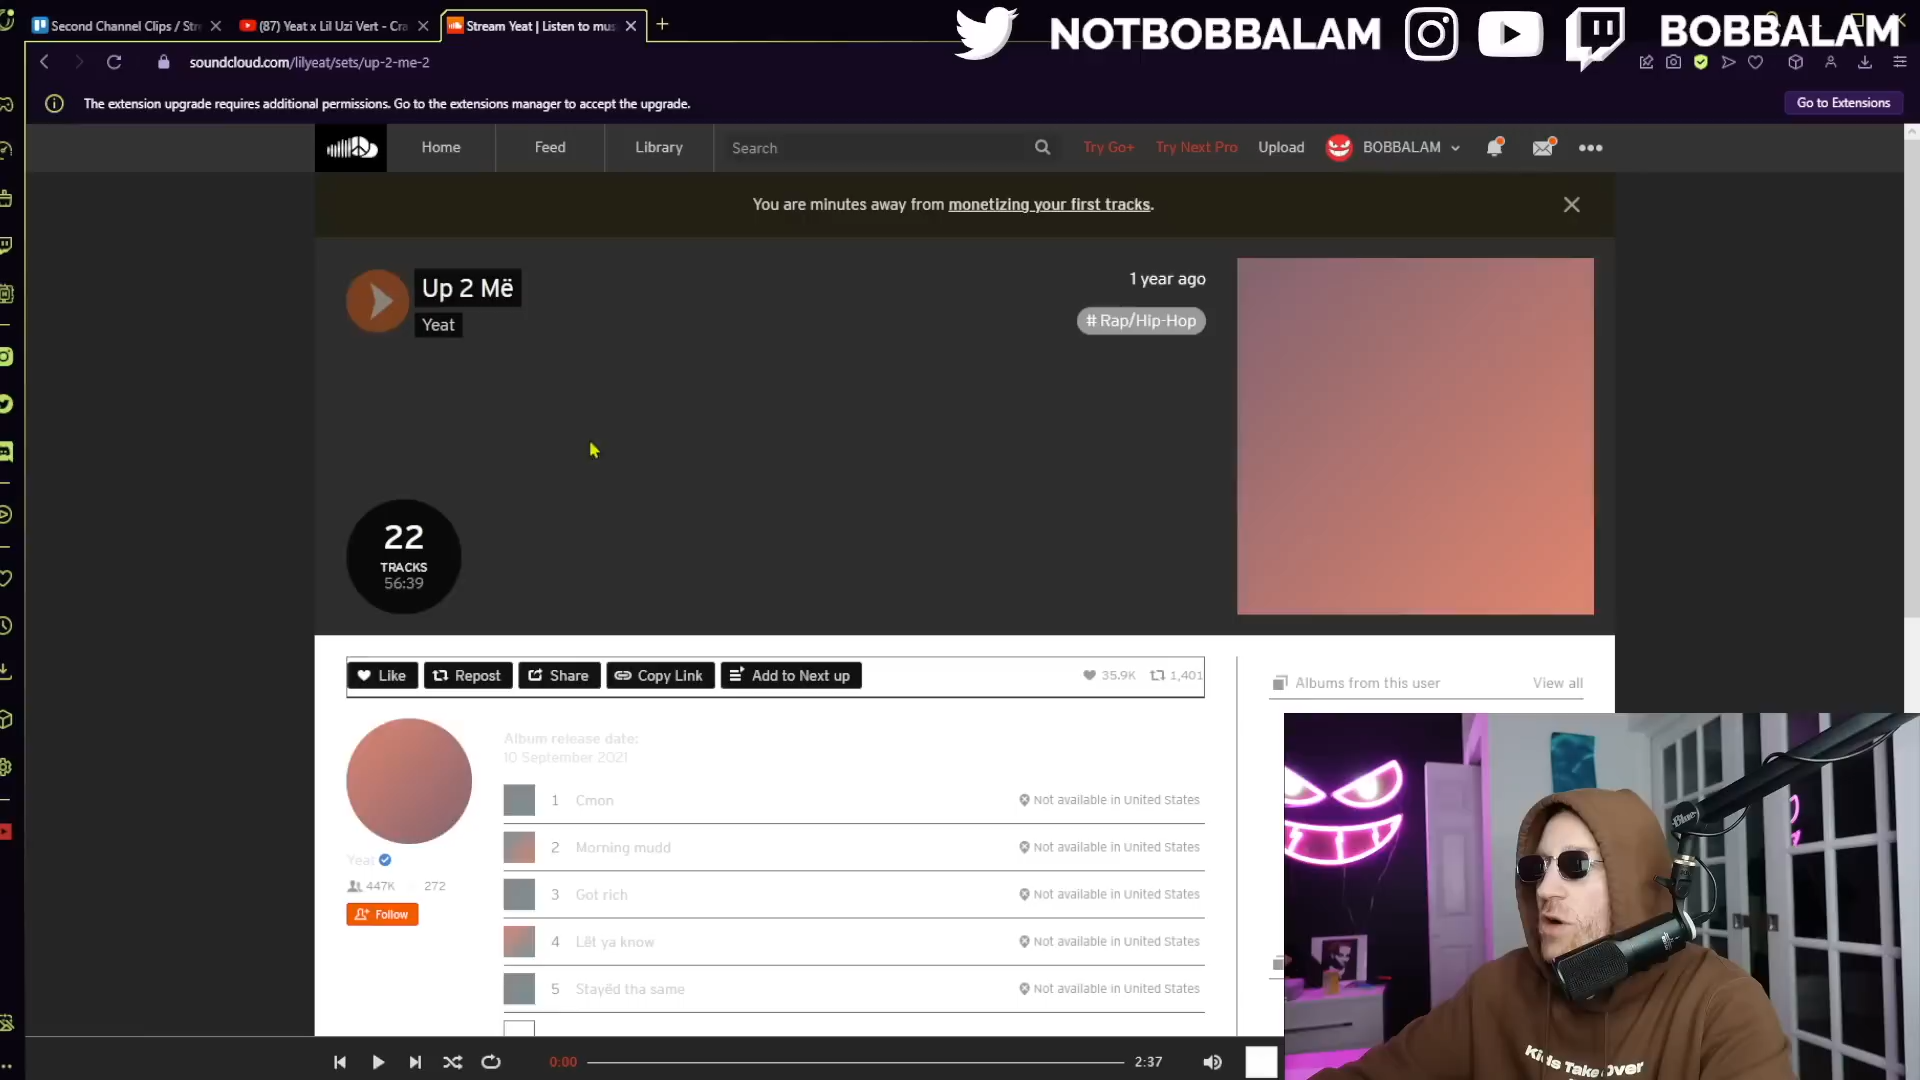 Second Channel Clips / Str
(87) Yeat x Lil Uzi Vert - Cra
Stream Yeat | Listen to mus
NOTBOBBALAM
BOBBALAM
soundcloud.com/lilyeat/sets/up-2-me-2
The extension upgrade requires additional permissions. Go to the extensions manager to accept the upgrade.
Go to Extensions
Home
Feed
Library
Search
Try Go+
Try Next Pro
Upload
BOBBALAM
You are minutes away from monetizing your first tracks.
Up 2 Më
Yeat
1 year ago
# Rap/Hip-Hop
22
TRACKS
56:39
Like
Repost
Share
Copy Link
Add to Next up
35.9K
1,401
Albums from this user
View all
Album release date:
10 September 2021
1 Cmon Not available in United States
2 Morning mudd Not available in United States
3 Got rich Not available in United States
4 Lët ya know Not available in United States
5 Stayëd tha same Not available in United States
Yeat
447K
272
Follow
0:00
2:37
Blue
Kids Take Over